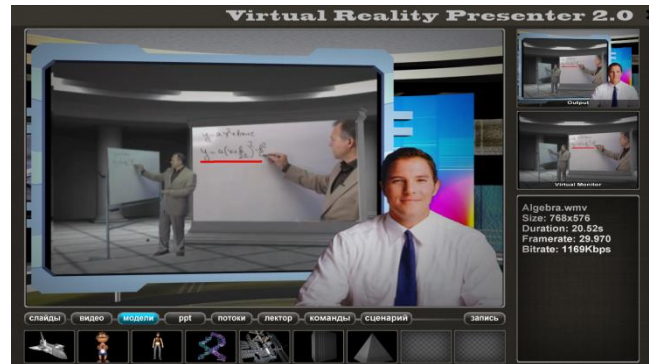 Virtual Reality Presenter 2.0
Output
Virtual Moniter
Algebra.wmv
Size: 768x576
Duration: 20.52s
Framerate: 29.970
Bitrate: 1169Kbps
слайды видео модели ppt потоки лектор команды сценарий запись